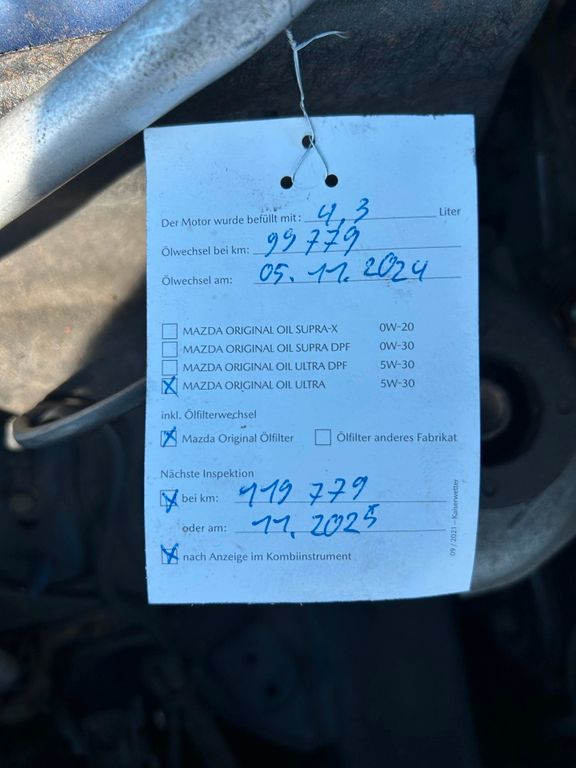 Der Motor wurde befüllt mit: 4,3 Liter
Ölwechsel bei km: 99 779
Ölwechsel am: 05. 11. 2024
MAZDA ORIGINAL OIL SUPRA-X 0W-20
MAZDA ORIGINAL OIL SUPRA DPF 0W-30
MAZDA ORIGINAL OIL ULTRA DPF 5W-30
MAZDA ORIGINAL OIL ULTRA 5W-30
inkl. Ölfilterwechsel
Mazda Original Ölfilter Ölfilter anderes Fabrikat
Nächste Inspektion
bei km: 119 779
oder am: 11. 2025
nach Anzeige im Kombiinstrument
09 / 2021 – Kaiserwetter